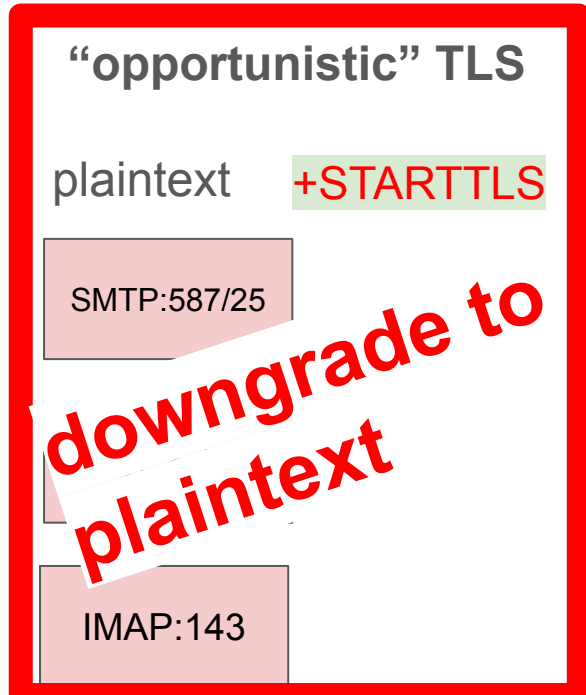 “opportunistic” TLS
plaintext +STARTTLS
SMTP:587/25
downgrade to
plaintext
IMAP:143